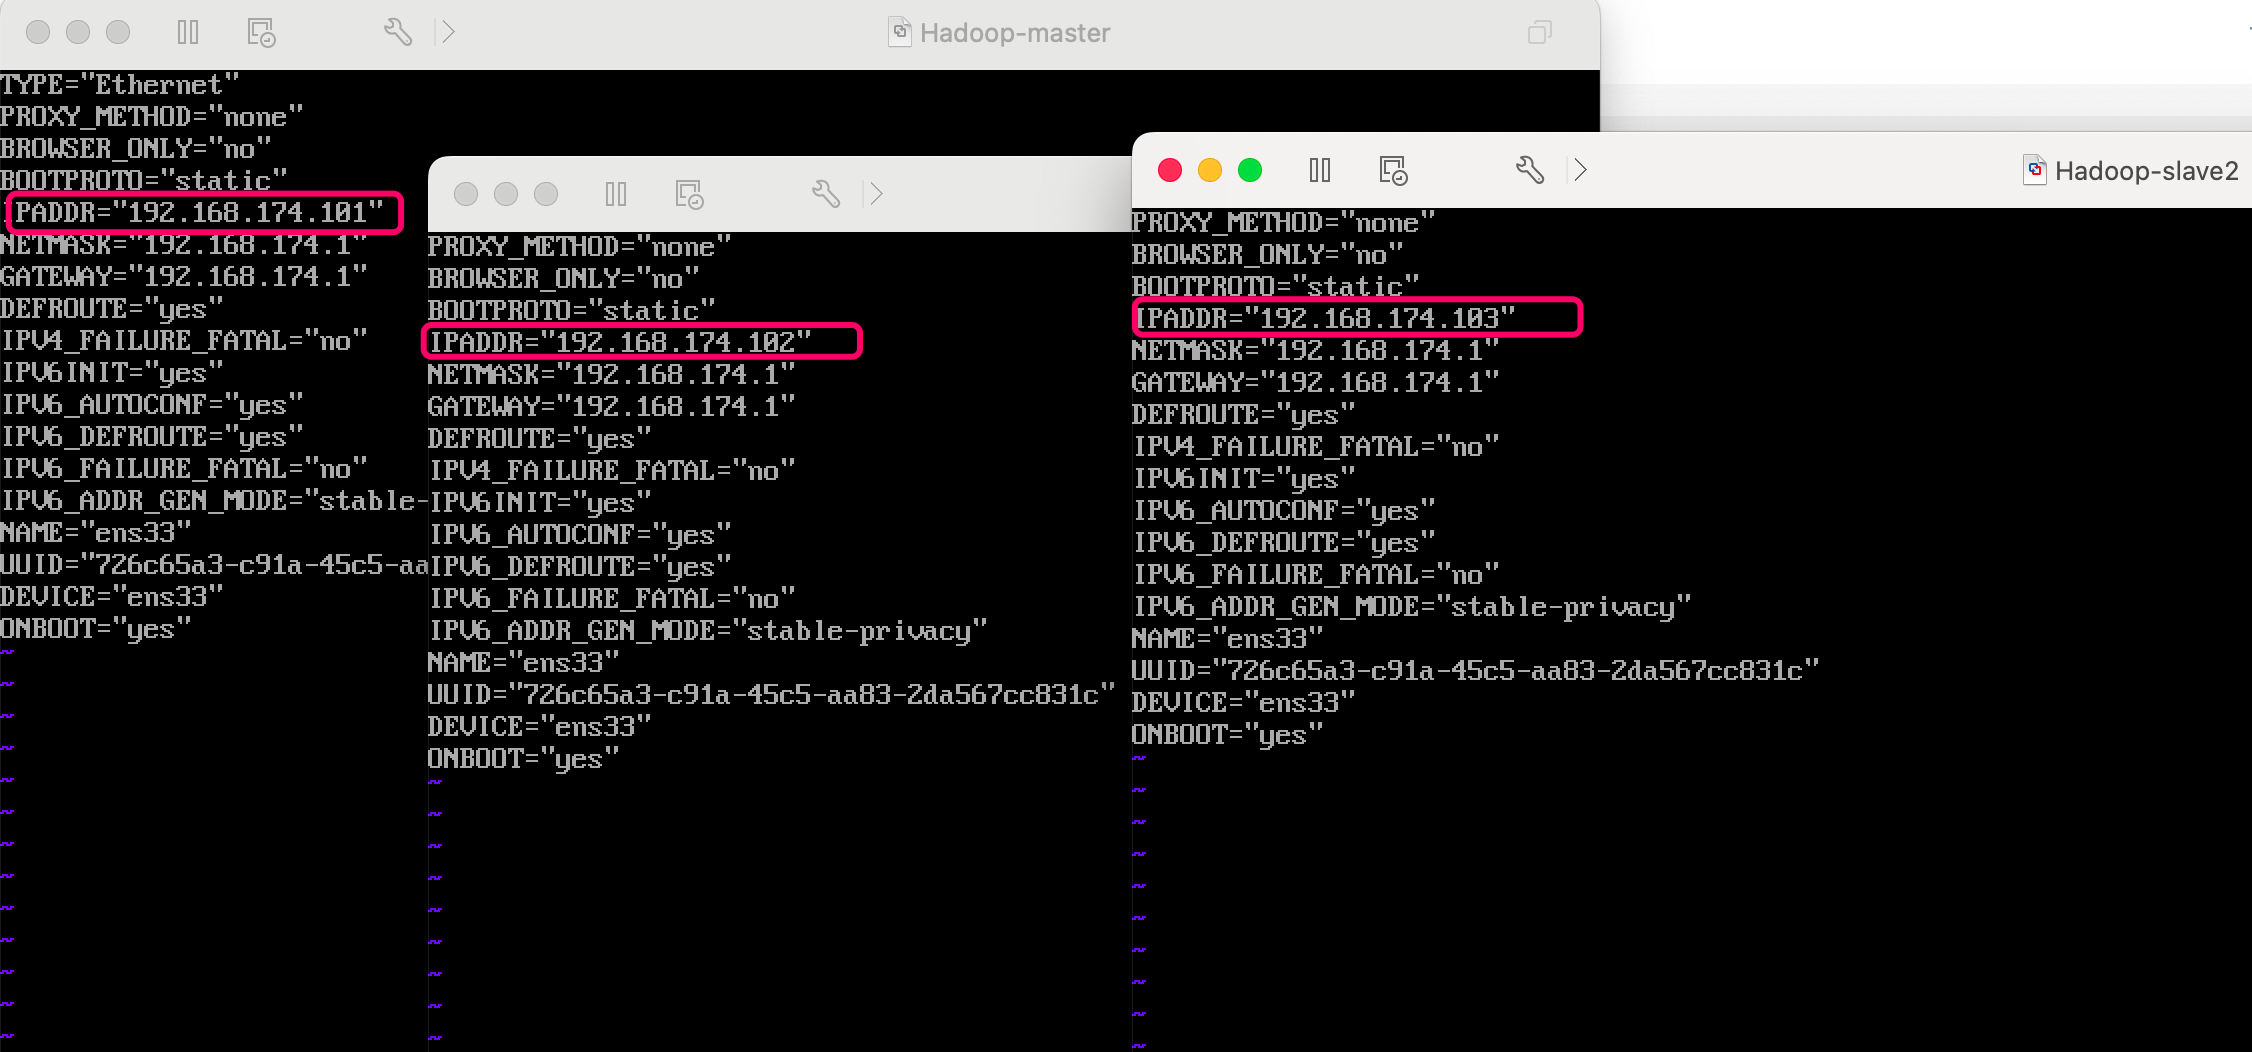 Hadoop-master
TYPE="Ethernet"
PROXY_METHOD="none"
BROWSER_ONLY="no"
BOOTPROTO="static"
IPADDR="192.168.174.101"
NETMASK="192.168.174.1"
GATEWAY="192.168.174.1"
DEFROUTE="yes"
IPV4_FAILURE_FATAL="no"
IPV6INIT="yes"
IPV6_AUTOCONF="yes"
IPV6_DEFROUTE="yes"
IPV6_FAILURE_FATAL="no"
IPV6_ADDR_GEN_MODE="stable-
NAME="ens33"
UUID="726c65a3-c91a-45c5-aa
DEVICE="ens33"
ONBOOT="yes"
PROXY_METHOD="none"
BROWSER_ONLY="no"
BOOTPROTO="static"
IPADDR="192.168.174.102"
NETMASK="192.168.174.1"
GATEWAY="192.168.174.1"
DEFROUTE="yes"
IPV4_FAILURE_FATAL="no"
IPV6INIT="yes"
IPV6_AUTOCONF="yes"
IPV6_DEFROUTE="yes"
IPV6_FAILURE_FATAL="no"
IPV6_ADDR_GEN_MODE="stable-privacy"
NAME="ens33"
UUID="726c65a3-c91a-45c5-aa83-2da567cc831c"
DEVICE="ens33"
ONBOOT="yes"
Hadoop-slave2
PROXY_METHOD="none"
BROWSER_ONLY="no"
BOOTPROTO="static"
IPADDR="192.168.174.103"
NETMASK="192.168.174.1"
GATEWAY="192.168.174.1"
DEFROUTE="yes"
IPV4_FAILURE_FATAL="no"
IPV6INIT="yes"
IPV6_AUTOCONF="yes"
IPV6_DEFROUTE="yes"
IPV6_FAILURE_FATAL="no"
IPV6_ADDR_GEN_MODE="stable-privacy"
NAME="ens33"
UUID="726c65a3-c91a-45c5-aa83-2da567cc831c"
DEVICE="ens33"
ONBOOT="yes"